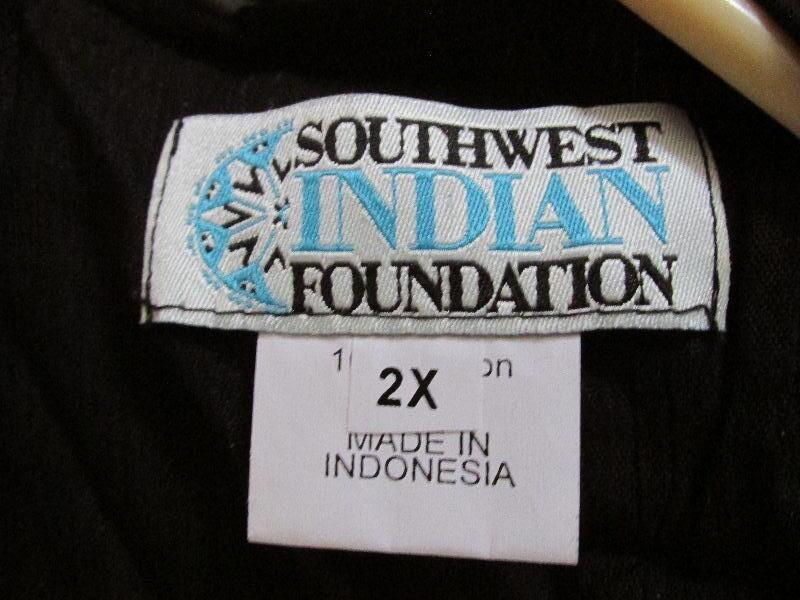 SOUTHWEST
INDIAN
FOUNDATION
2X
MADE IN
INDONESIA